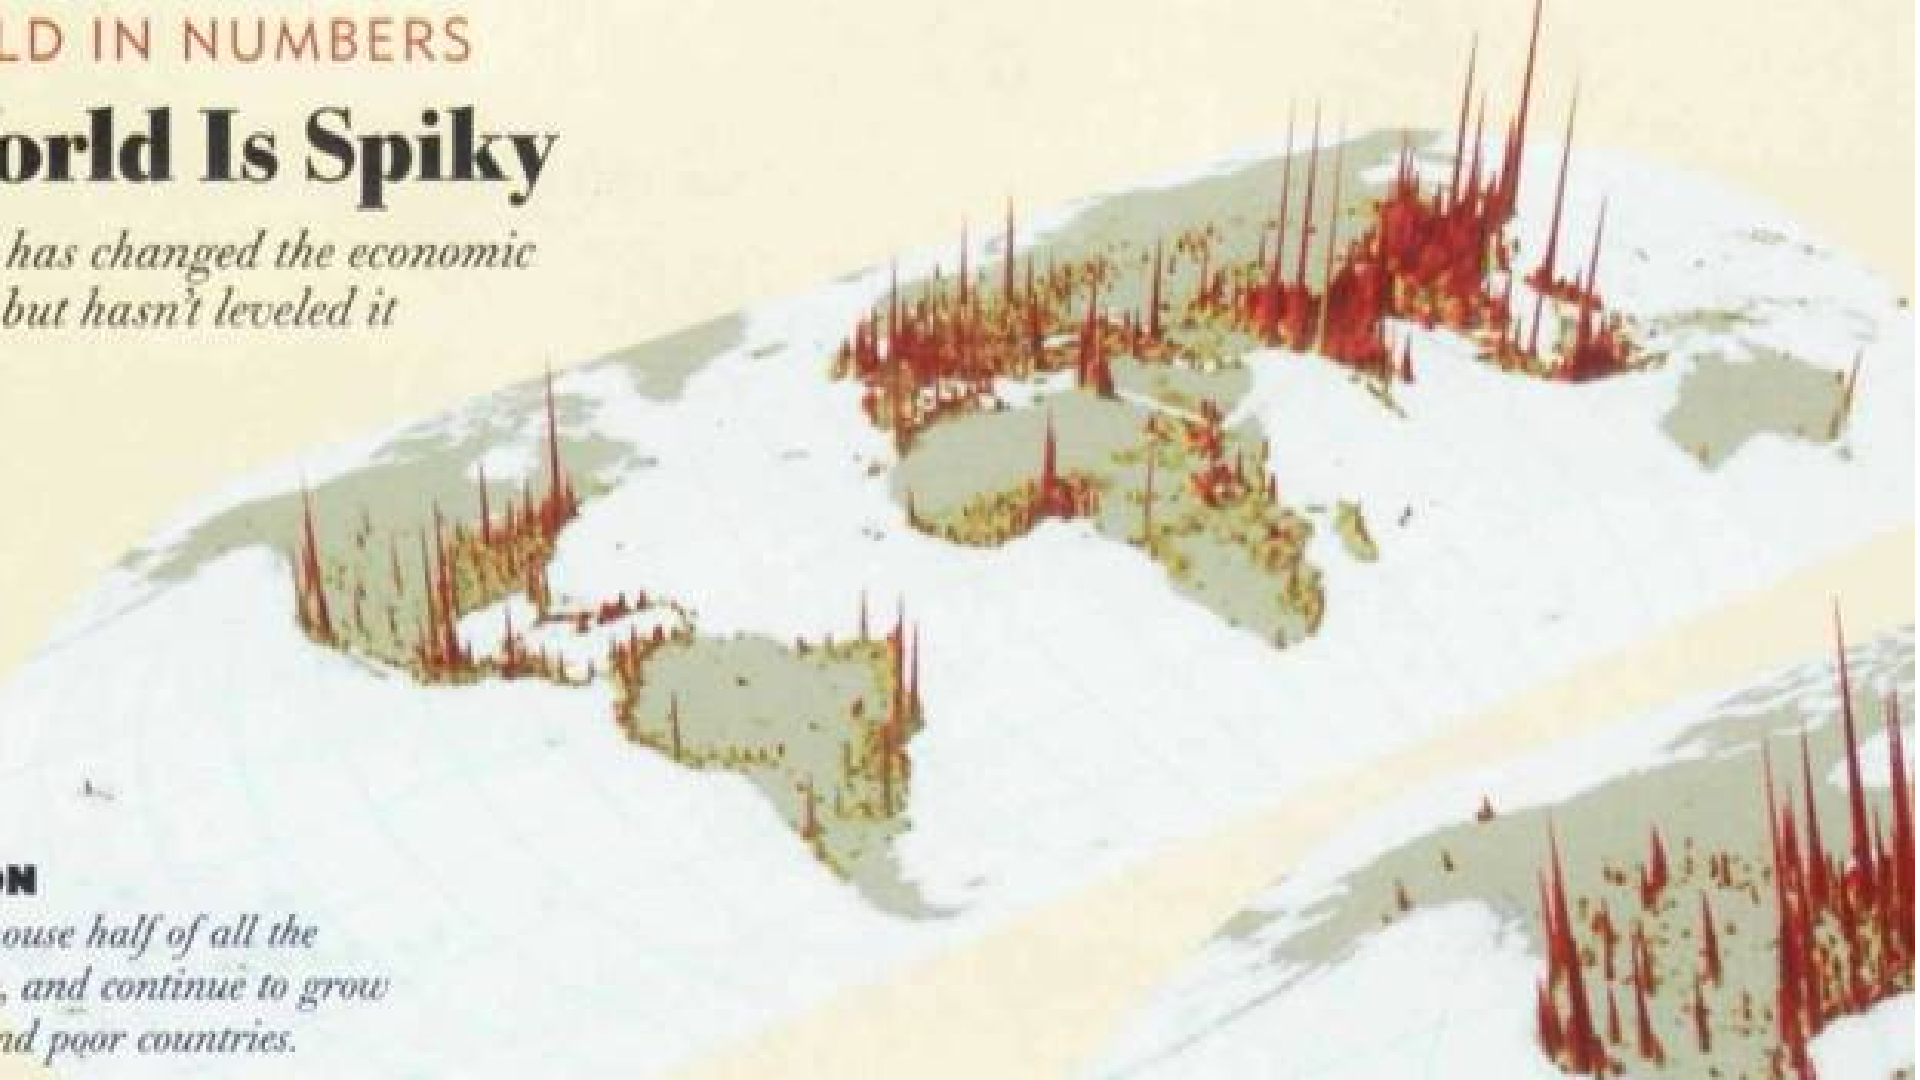 LD IN NUMBERS
orld Is Spiky
has changed the economic
but hasn't leveled it
ON
ouse half of all the
, and continue to grow
nd poor countries.